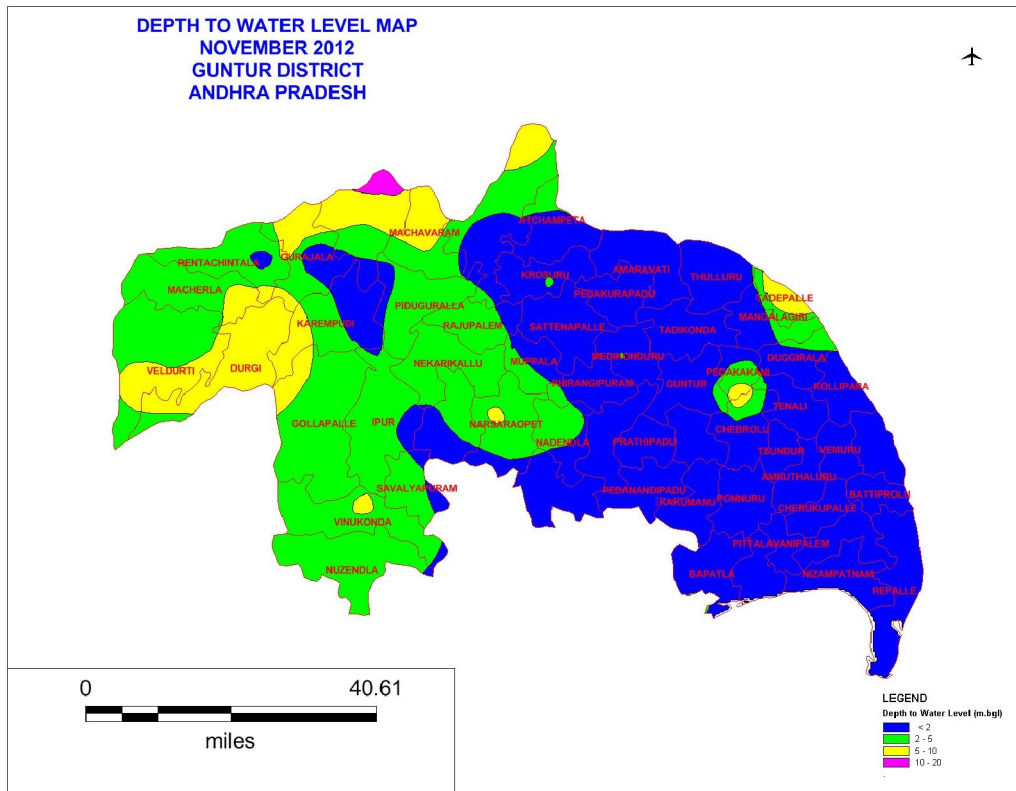 DEPTH TO WATER LEVEL MAP
NOVEMBER 2012
GUNTUR DISTRICT
ANDHRA PRADESH
ATCHAMPETA
MACHAVARAM
GURAJALA
RENTACHINTALA
KROSURU
AMARAVATI
THULLURU
MACHERLA
PEDAKURAPADU
TADEPALLE
PIDUGURALLA
MANGALAGIRI
KAREMPUDI
RAJUPALEM
SATTENAPALLE
TADIKONDA
NEKARIKALLU
MUPPALA
MEDIKONDURU
DUGGIRALA
VELDURTI
DURGI
PEDAKAKANI
PHIRANGIPURAM
GUNTUR
KOLLIPARA
TENALI
GOLLAPALLE
IPUR
NARSARAOPET
CHEBROLU
NADENDLA
PRATHIPADU
TSUNDUR
VEMURU
AMRUTHALURU
SAVALYAPURAM
PEDANANDIPADU
KAKUMANU
PONNURU
BATTIPROLU
CHERUKUPALLE
VINUKONDA
PITTALAVANIPALEM
NUZENDLA
BAPATLA
NIZAMPATNAM
REPALLE
0 40.61
miles
LEGEND
Depth to Water Level (m.bgl)
< 2
2 - 5
5 - 10
10 - 20